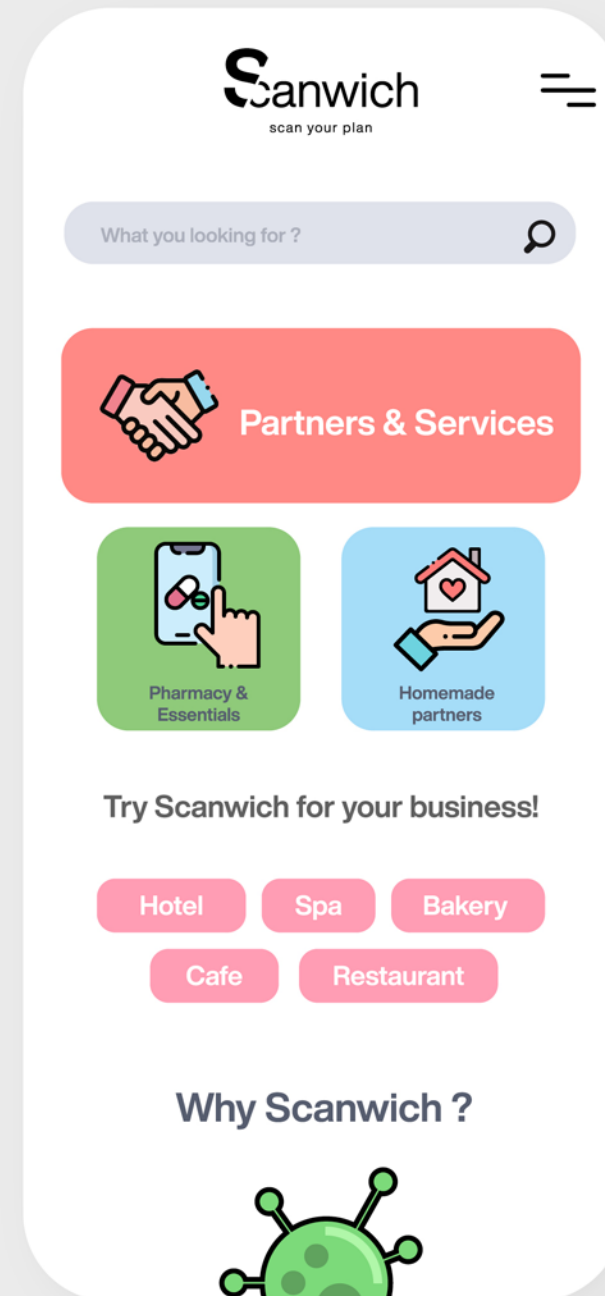 Scanwich
scan your plan
What you looking for ?
Partners & Services
Pharmacy &
Essentials
Homemade
partners
Try Scanwich for your business!
Hotel
Spa
Bakery
Cafe
Restaurant
Why Scanwich ?